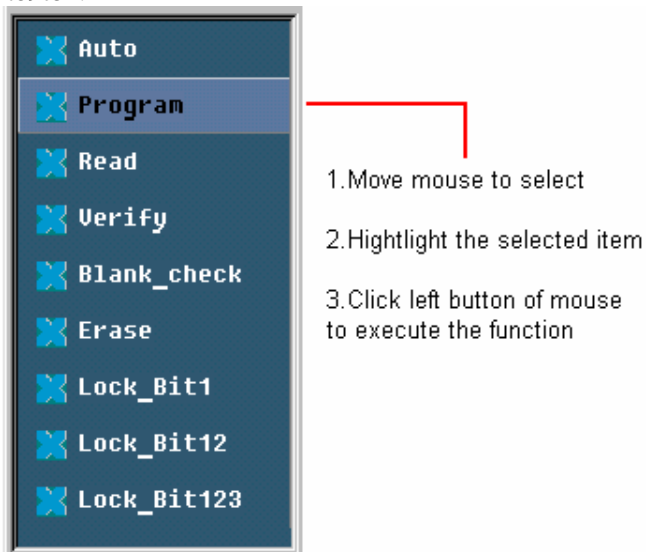 Auto
Program
Read
Verify
Blank_check
Erase
Lock_Bit1
Lock_Bit12
Lock_Bit123
1.Move mouse to select
2.Hightlight the selected item
3.Click left button of mouse
to execute the function